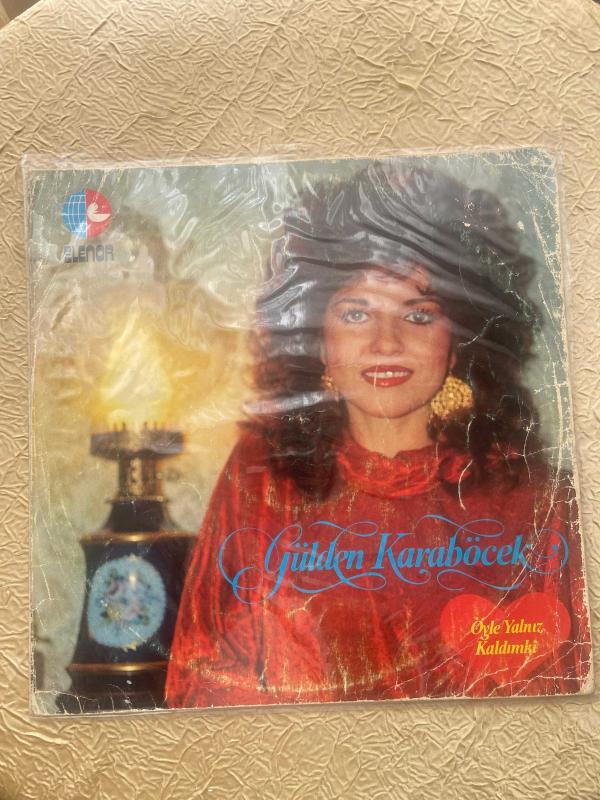 ELENOR
Gülden Karaböcek
Öyle Yalnız
Kaldımki